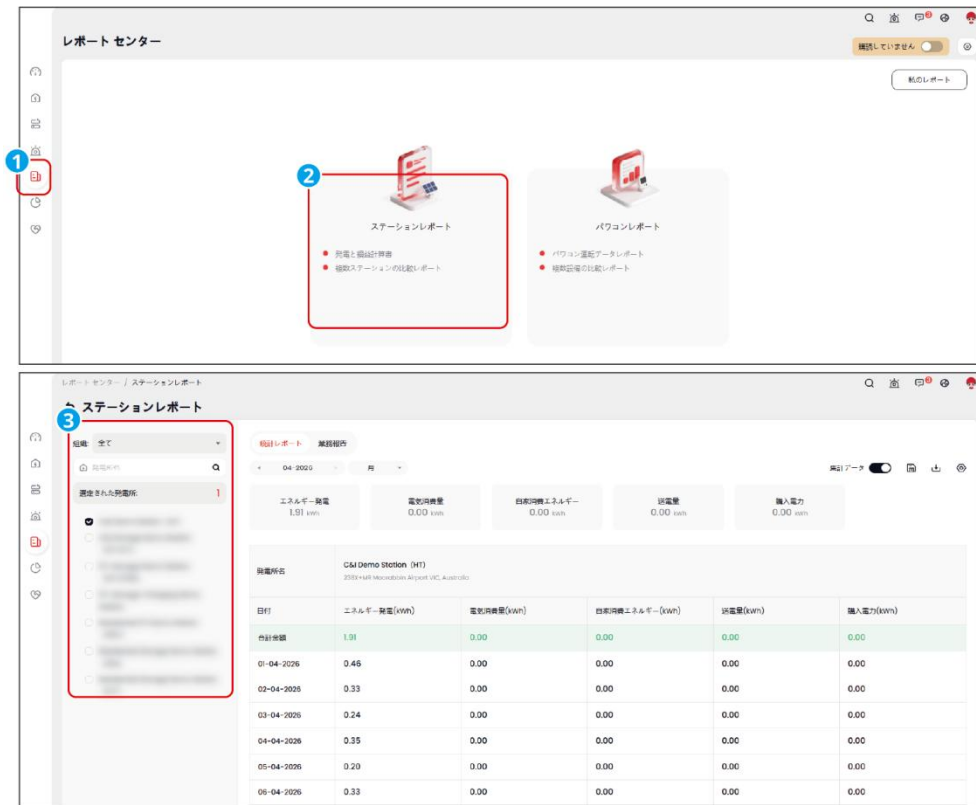 3
レポート センター
購読していません
私のレポート
1
2
ステーションレポート
発電と損益計算書
複数ステーションの比較レポート
パワコンレポート
パワコン運転データレポート
複数設備の比較レポート
レポート センター / ステーションレポート
3
ステーションレポート
3
組織: 全て
選定された発電所: 1
統計レポート 業務報告
04-2026 月
集計データ
エネルギー発電
1.91 kWh
電気消費量
0.00 kWh
自家消費エネルギー
0.00 kWh
送電量
0.00 kWh
購入電力
0.00 kWh
発電所名 C&I Demo Station (HT)
Moorabbin Airport VIC, Australia
日付 エネルギー発電(kWh) 電気消費量(kWh) 自家消費エネルギー(kWh) 送電量(kWh) 購入電力(kWh)
合計金額 1.91 0.00 0.00 0.00 0.00
01-04-2026 0.46 0.00 0.00 0.00 0.00
02-04-2026 0.33 0.00 0.00 0.00 0.00
03-04-2026 0.24 0.00 0.00 0.00 0.00
04-04-2026 0.35 0.00 0.00 0.00 0.00
05-04-2026 0.20 0.00 0.00 0.00 0.00
06-04-2026 0.33 0.00 0.00 0.00 0.00